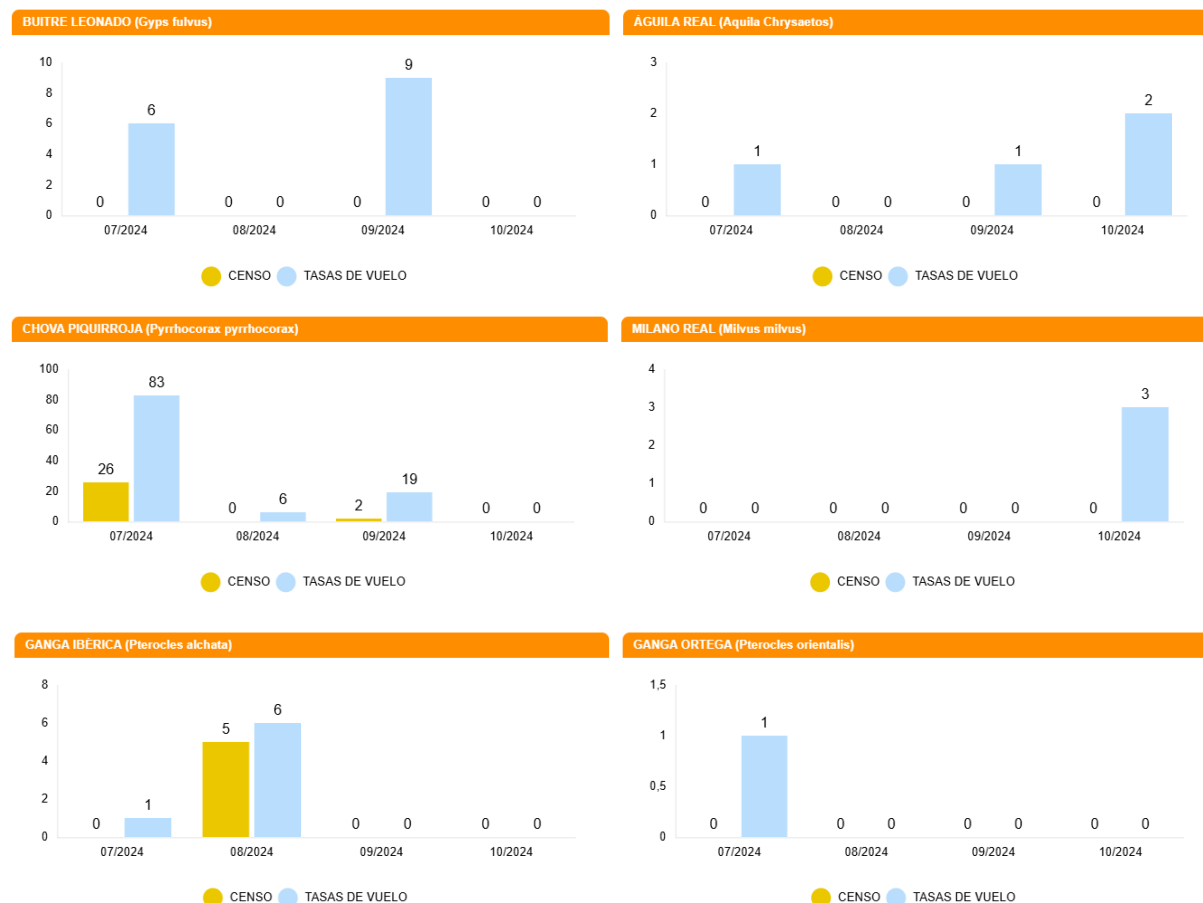 BUITRE LEONADO (Gyps fulvus)
10
8
6
4
2
0
0 6 0 0 0 9 0 0
07/2024 08/2024 09/2024 10/2024
CENSO TASAS DE VUELO
ÁGUILA REAL (Aquila Chrysaetos)
3
2
1
0
0 1 0 0 0 1 0 2
07/2024 08/2024 09/2024 10/2024
CENSO TASAS DE VUELO
CHOVA PIQUIRROJA (Pyrrhocorax pyrrhocorax)
100
80
60
40
20
0
26 83 0 6 2 19 0 0
07/2024 08/2024 09/2024 10/2024
CENSO TASAS DE VUELO
MILANO REAL (Milvus milvus)
4
3
2
1
0
0 0 0 0 0 0 0 3
07/2024 08/2024 09/2024 10/2024
CENSO TASAS DE VUELO
GANGA IBÉRICA (Pterocles alchata)
8
6
4
2
0
0 1 5 6 0 0 0 0
07/2024 08/2024 09/2024 10/2024
CENSO TASAS DE VUELO
GANGA ORTEGA (Pterocles orientalis)
1,5
1
0,5
0
0 1 0 0 0 0 0 0
07/2024 08/2024 09/2024 10/2024
CENSO TASAS DE VUELO